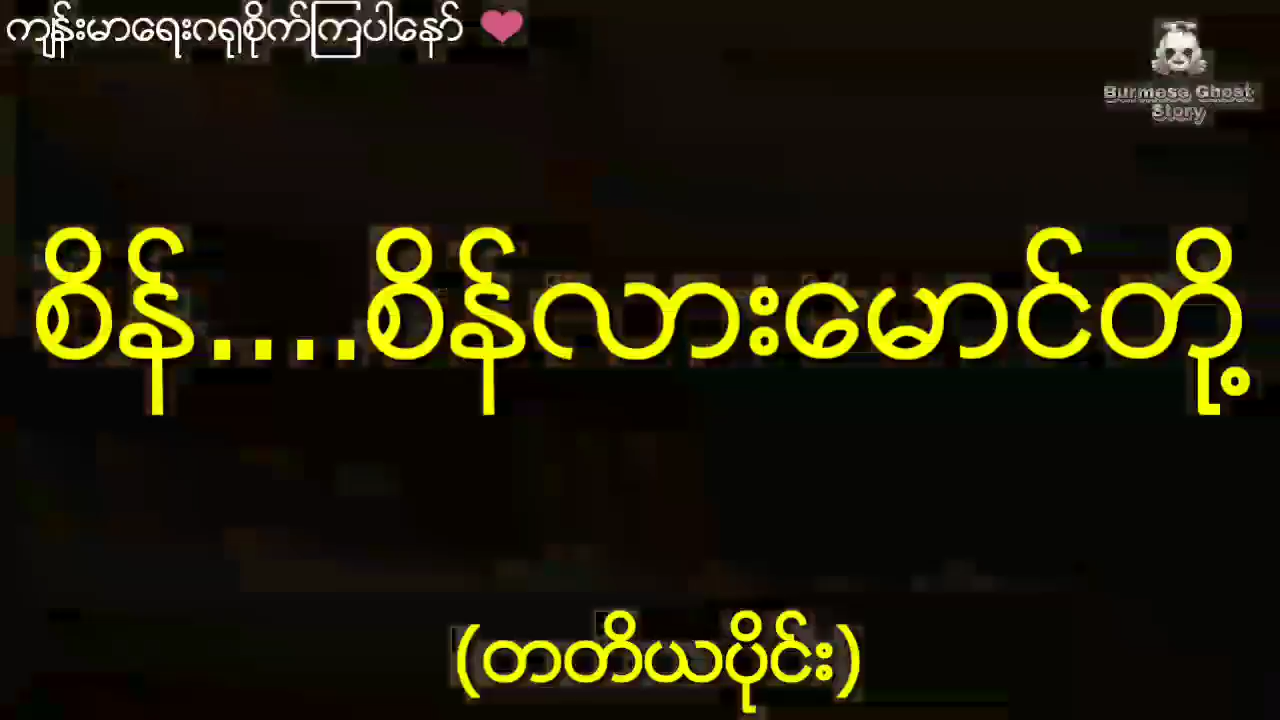 ကျန်းမာရေးဂရုစိုက်ကြပါနော် ❤
Burmese Ghost
Story
စိန်....စိန်လားမောင်တို့
(တတိယပိုင်း)